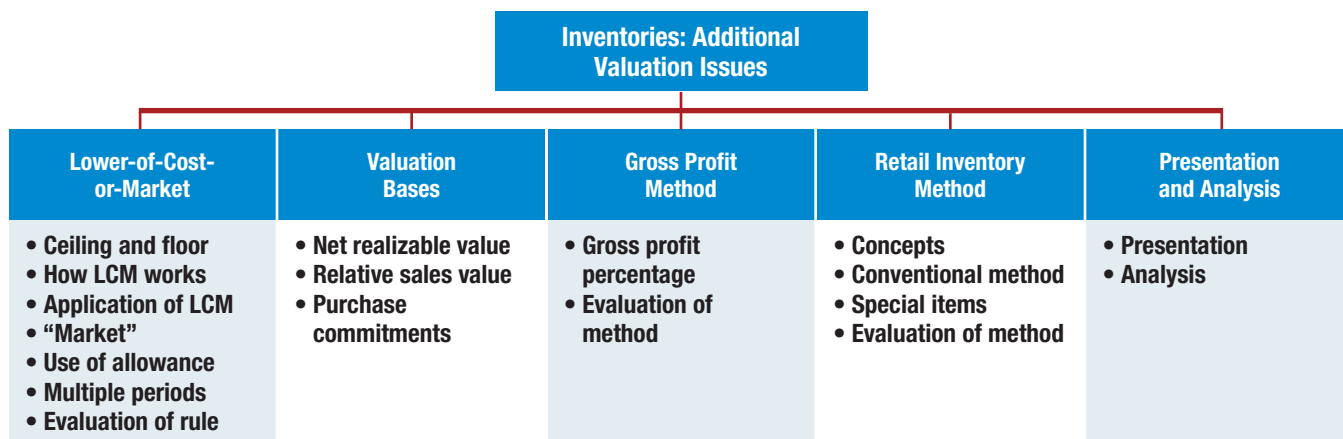 Inventories: Additional
Valuation Issues
Lower-of-Cost-
or-Market
• Ceiling and floor
• How LCM works
• Application of LCM
• “Market”
• Use of allowance
• Multiple periods
• Evaluation of rule
Valuation
Bases
• Net realizable value
• Relative sales value
• Purchase
commitments
Gross Profit
Method
• Gross profit
percentage
• Evaluation of
method
Retail Inventory
Method
• Concepts
• Conventional method
• Special items
• Evaluation of method
Presentation
and Analysis
• Presentation
• Analysis